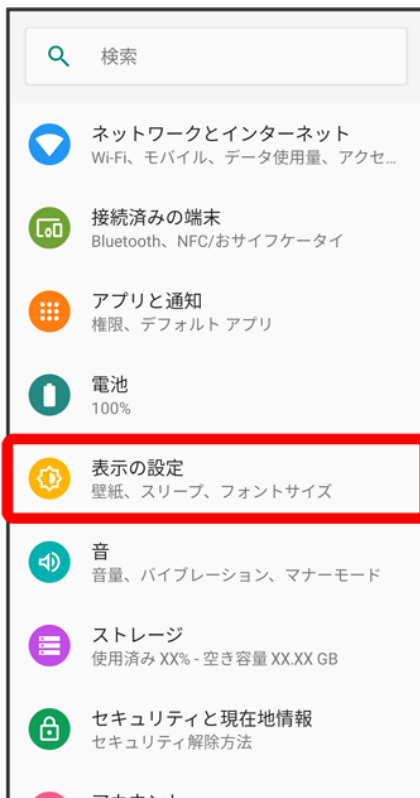 検索
ネットワークとインターネット
Wi-Fi、モバイル、データ使用量、アクセ...
接続済みの端末
Bluetooth、NFC/おサイフケータイ
アプリと通知
権限、デフォルト アプリ
電池
100%
表示の設定
壁紙、スリープ、フォントサイズ
音
音量、バイブレーション、マナーモード
ストレージ
使用済み XX% - 空き容量 XX.XX GB
セキュリティと現在地情報
セキュリティ解除方法